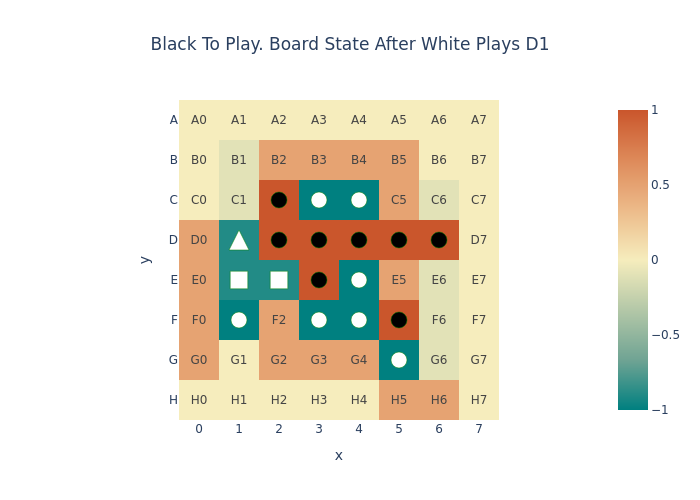 Black To Play. Board State After White Plays D1
A A0 A1 A2 A3 A4 A5 A6 A7
B B0 B1 B2 B3 B4 B5 B6 B7
C C0 C1 C5 C6 C7
D D0 D7
E E0 E5 E6 E7
F F0 F2 F6 F7
G G0 G1 G2 G3 G4 G6 G7
H H0 H1 H2 H3 H4 H5 H6 H7
0 1 2 3 4 5 6 7
x
y
1
0.5
0
−0.5
−1